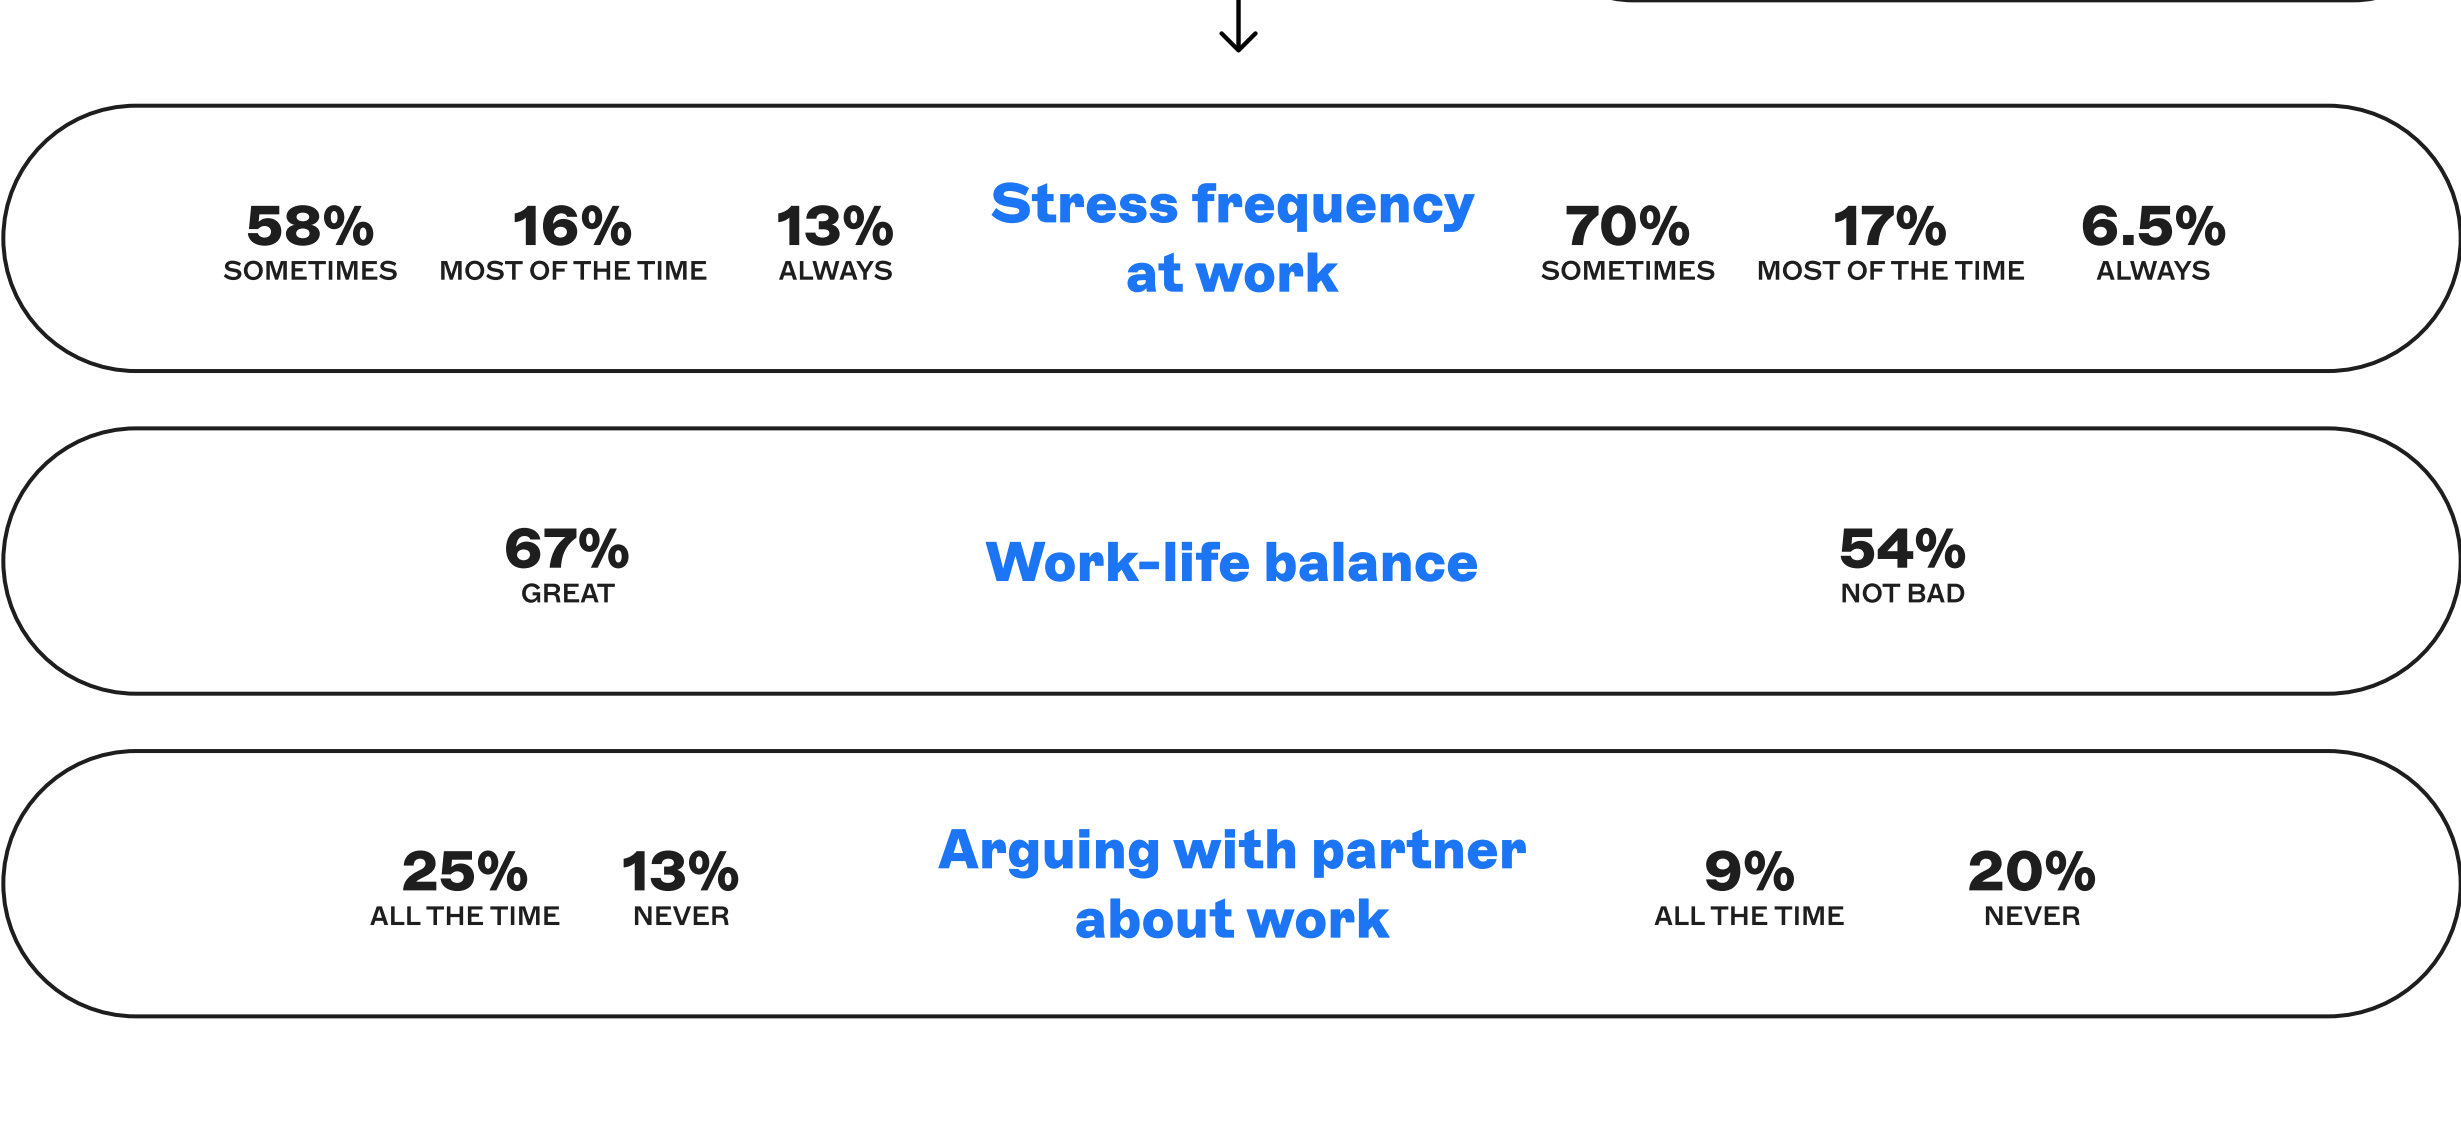 58% 16% 13% Stress frequency 70% 17% 6.5%
SOMETIMES MOST OF THE TIME ALWAYS at work SOMETIMES MOST OF THE TIME ALWAYS
67% Work-life balance 54%
GREAT NOT BAD
25% 13% Arguing with partner 9% 20%
ALL THE TIME NEVER about work ALL THE TIME NEVER